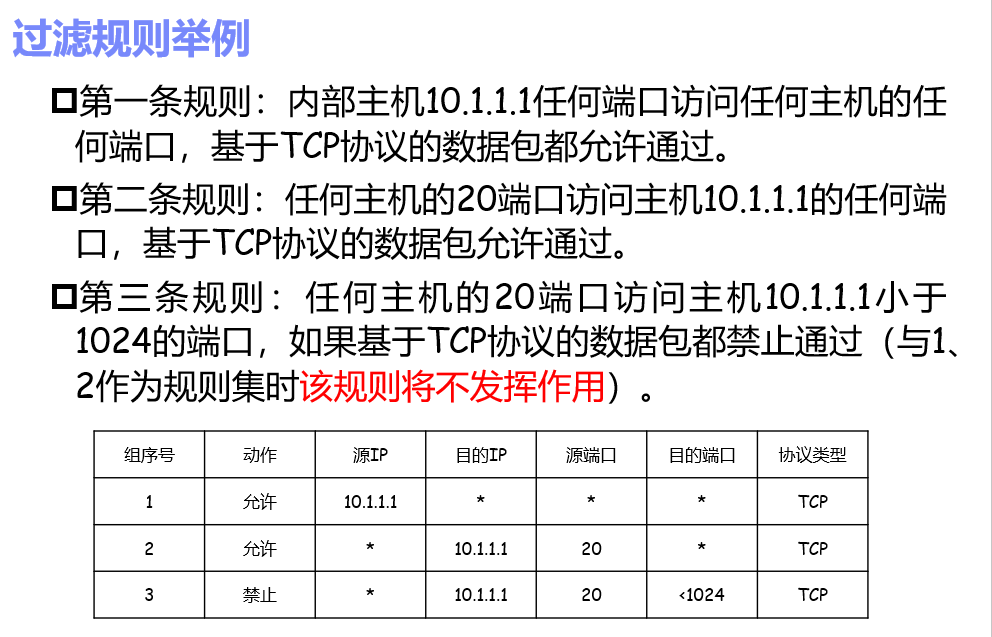 过滤规则举例
第一条规则：内部主机10.1.1.1任何端口访问任何主机的任
何端口，基于TCP协议的数据包都允许通过。
第二条规则：任何主机的20端口访问主机10.1.1.1的任何端
口，基于TCP协议的数据包允许通过。
第三条规则：任何主机的20端口访问主机10.1.1.1小于
1024的端口，如果基于TCP协议的数据包都禁止通过（与1、
2作为规则集时该规则将不发挥作用）。
组序号 动作 源IP 目的IP 源端口 目的端口 协议类型
1 允许 10.1.1.1 * * * TCP
2 允许 * 10.1.1.1 20 * TCP
3 禁止 * 10.1.1.1 20 <1024 TCP